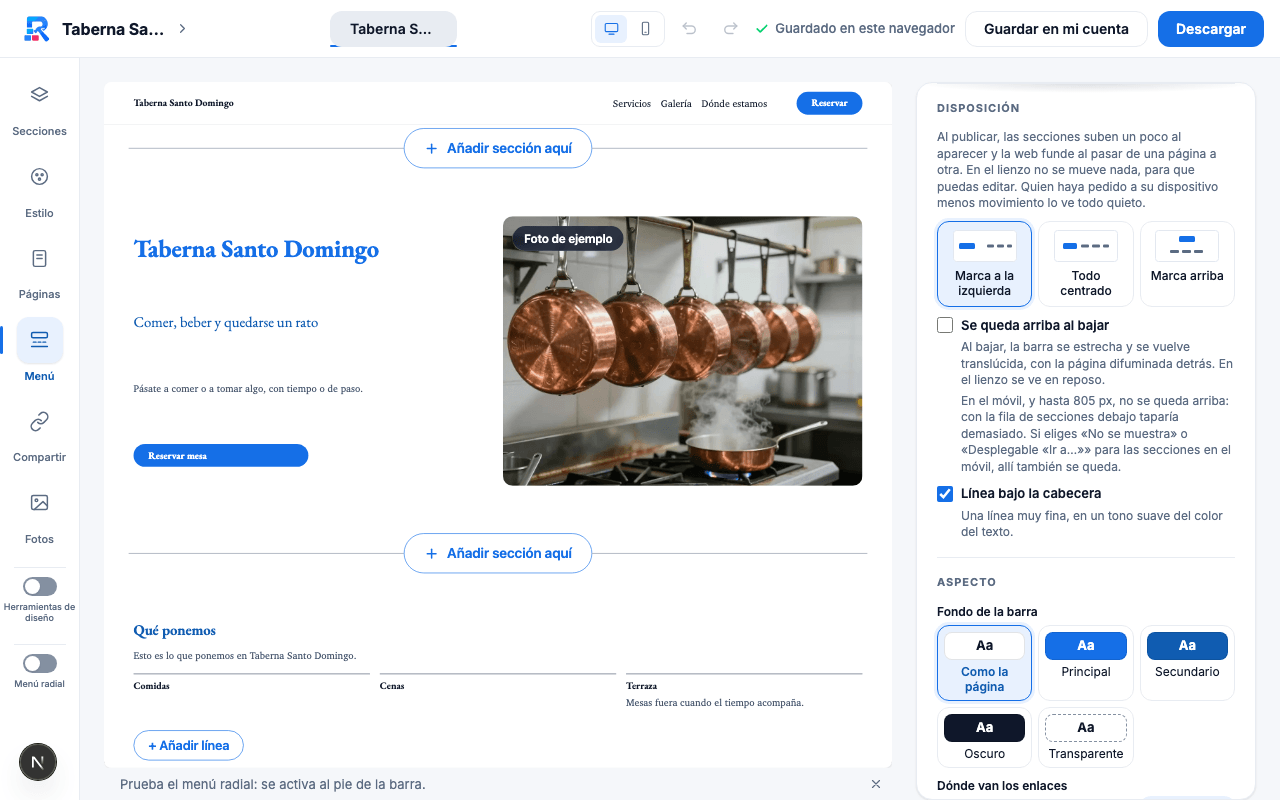 Taberna Sa...
Taberna S...
Guardado en este navegador
Guardar en mi cuenta
Descargar
Secciones
Estilo
Páginas
Menú
Compartir
Fotos
Herramientas de
diseño
Menú radial
N
Taberna Santo Domingo
Servicios Galería Dónde estamos
Reservar
+ Añadir sección aquí
Taberna Santo Domingo
Comer, beber y quedarse un rato
Pásate a comer o a tomar algo, con tiempo o de paso.
Reservar mesa
Foto de ejemplo
+ Añadir sección aquí
Qué ponemos
Esto es lo que ponemos en Taberna Santo Domingo.
Comidas
Cenas
Terraza
Mesas fuera cuando el tiempo acompaña.
+ Añadir línea
Prueba el menú radial: se activa al pie de la barra.
DISPOSICIÓN
Al publicar, las secciones suben un poco al
aparecer y la web funde al pasar de una página a
otra. En el lienzo no se mueve nada, para que
puedas editar. Quien haya pedido a su dispositivo
menos movimiento lo ve todo quieto.
Marca a la
izquierda
Todo
centrado
Marca arriba
Se queda arriba al bajar
Al bajar, la barra se estrecha y se vuelve
translúcida, con la página difuminada detrás. En
el lienzo se ve en reposo.
En el móvil, y hasta 805 px, no se queda arriba:
con la fila de secciones debajo taparía
demasiado. Si eliges «No se muestra» o
«Desplegable «Ir a...»» para las secciones en el
móvil, allí también se queda.
Línea bajo la cabecera
Una línea muy fina, en un tono suave del color
del texto.
ASPECTO
Fondo de la barra
Aa
Como la
página
Aa
Principal
Aa
Secundario
Aa
Oscuro
Aa
Transparente
Dónde van los enlaces